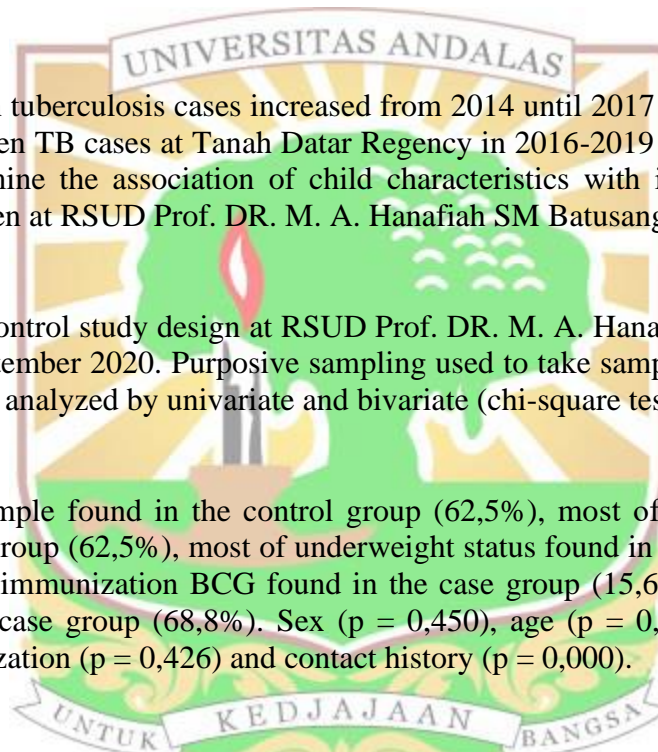 UNIVERSITAS ANDALAS
tuberculosis cases increased from 2014 until 2017
en TB cases at Tanah Datar Regency in 2016-2019
ine the association of child characteristics with
en at RSUD Prof. DR. M. A. Hanafiah SM Batusang
ontrol study design at RSUD Prof. DR. M. A. Hana
tember 2020. Purposive sampling used to take samp
analyzed by univariate and bivariate (chi-square tes
mple found in the control group (62,5%), most of
group (62,5%), most of underweight status found in
immunization BCG found in the case group (15,6
case group (68,8%). Sex (p = 0,450), age (p = 0,
zation (p = 0,426) and contact history (p = 0,000).
UNTUK KEDJAJAAN BANGSA